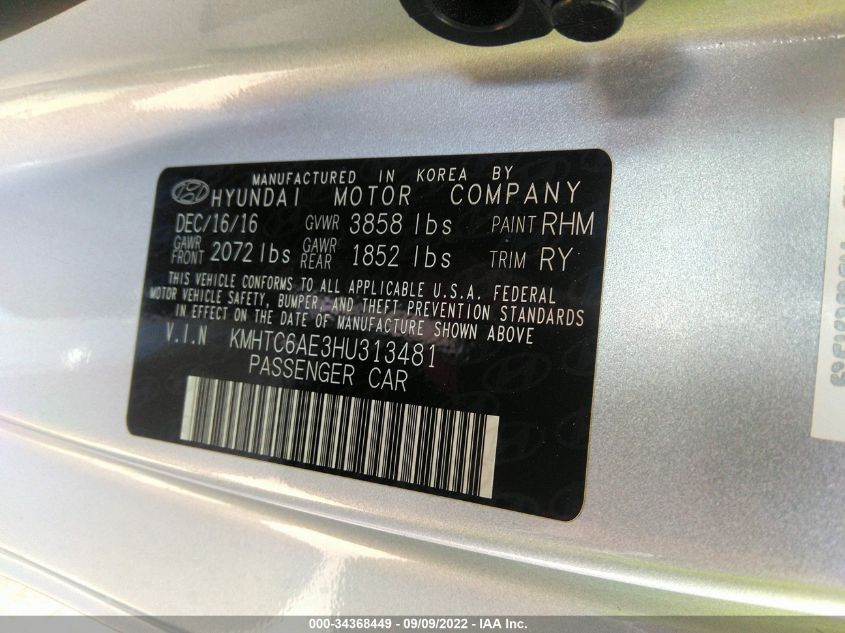 MANUFACTURED IN KOREA BY
HYUNDAI MOTOR COMPANY
DEC/16/16 GVWR 3858 lbs PAINT RHM
GAWR FRONT 2072 lbs GAWR REAR 1852 lbs TRIM RY
THIS VEHICLE CONFORMS TO ALL APPLICABLE U.S.A. FEDERAL
MOTOR VEHICLE SAFETY, BUMPER, AND THEFT PREVENTION STANDARDS
IN EFFECT ON THE DATE OF MANUFACTURE SHOWN ABOVE
V.I.N KMHTC6AE3HU313481
PASSENGER CAR
000-34368449 - 09/09/2022 - IAA Inc.